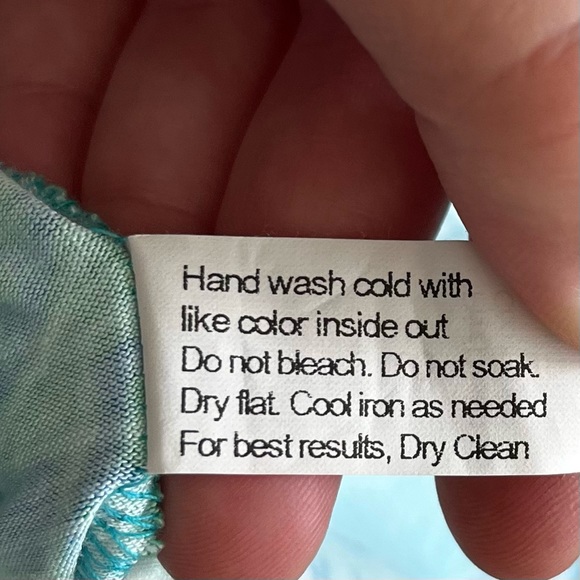 Hand wash cold with
like color inside out
Do not bleach. Do not soak.
Dry flat. Cool iron as needed
For best results, Dry Clean